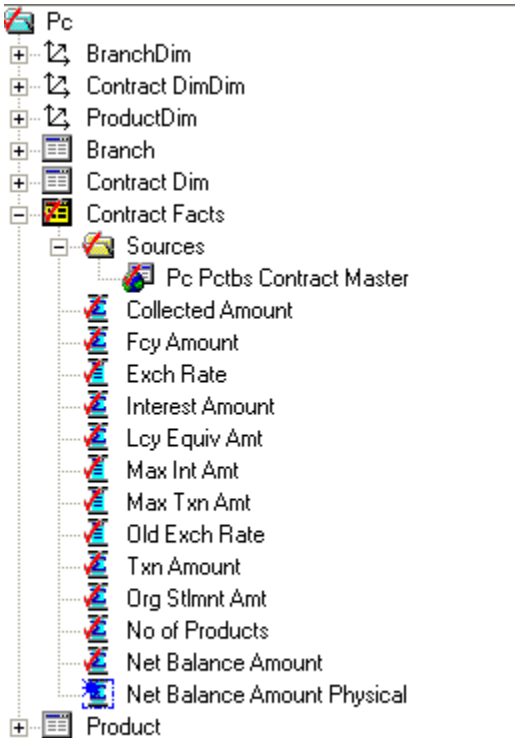 Pc
BranchDim
Contract DimDim
ProductDim
Branch
Contract Dim
Contract Facts
Sources
Pc Pctbs Contract Master
Collected Amount
Fcy Amount
Exch Rate
Interest Amount
Lcy Equiv Amt
Max Int Amt
Max Txn Amt
Old Exch Rate
Txn Amount
Org Stlmnt Amt
No of Products
Net Balance Amount
Net Balance Amount Physical
Product